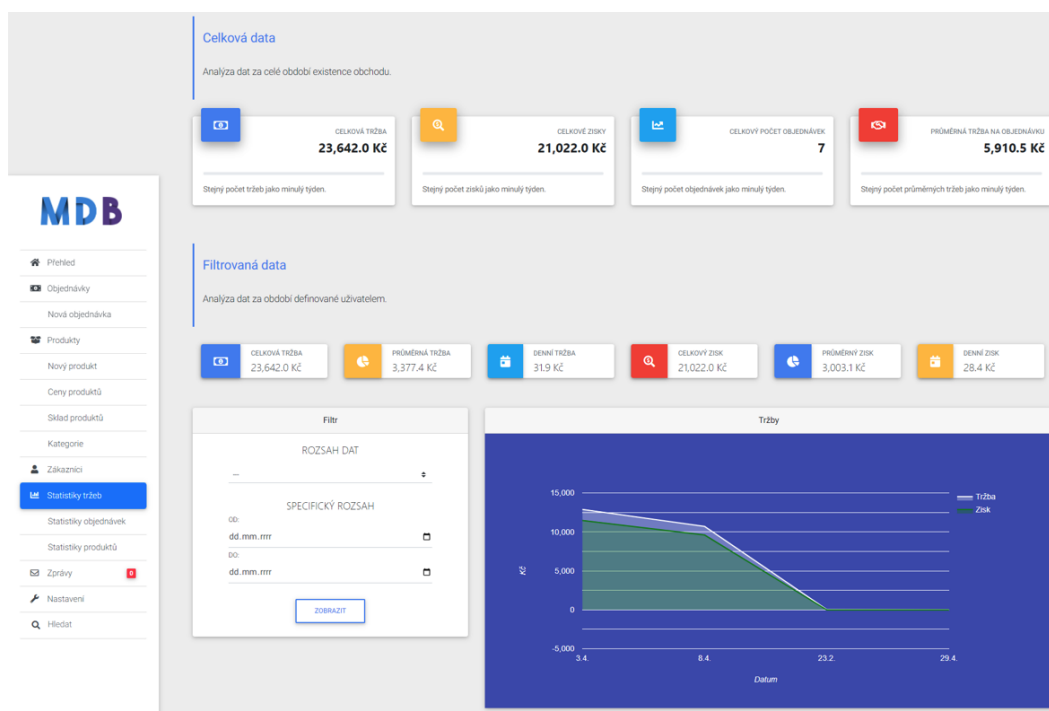 Celková data
Analýza dat za celé období existence obchodu.
CELKOVÁ TRŽBA
23,642.0 Kč
Stejný počet tržeb jako minulý týden.
CELKOVÉ ZISKY
21,022.0 Kč
Stejný počet zisků jako minulý týden.
CELKOVÝ POČET OBJEDNÁVEK
7
Stejný počet objednávek jako minulý týden.
PRŮMĚRNÁ TRŽBA NA OBJEDNÁVKU
5,910.5 Kč
Stejný počet průměrných tržeb jako minulý týden.
MDB
Přehled
Objednávky
Nová objednávka
Produkty
Nový produkt
Ceny produktů
Sklad produktů
Kategorie
Zákazníci
Statistiky tržeb
Statistiky objednávek
Statistiky produktů
Zprávy 0
Nastavení
Hledat
Filtrovaná data
Analýza dat za období definované uživatelem.
CELKOVÁ TRŽBA
23,642.0 Kč
PRŮMĚRNÁ TRŽBA
3,377.4 Kč
DENNÍ TRŽBA
31.9 Kč
CELKOVÝ ZISK
21,022.0 Kč
PRŮMĚRNÝ ZISK
3,003.1 Kč
DENNÍ ZISK
28.4 Kč
Filtr
ROZSAH DAT
---
SPECIFICKÝ ROZSAH
OD:
dd.mm.rrrr
DO:
dd.mm.rrrr
ZOBRAZIT
Tržby
Tržba
Zisk
15,000
10,000
5,000
0
-5,000
Kč
3.4. 8.4. 23.2. 29.4.
Datum